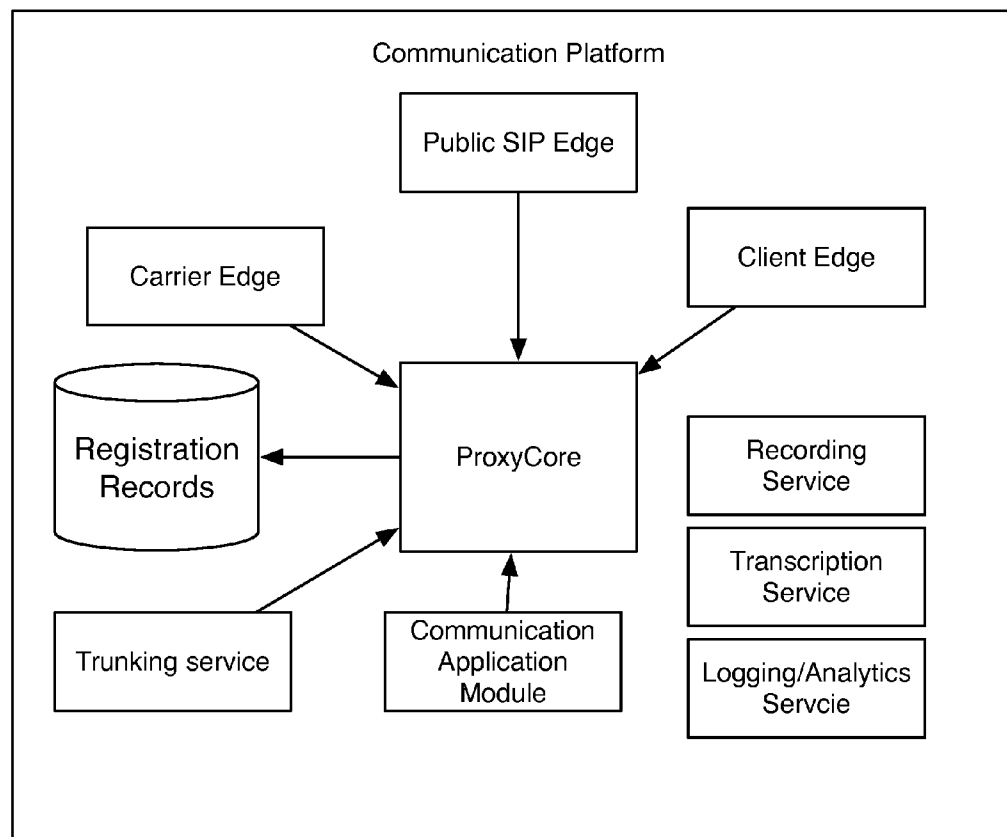 Communication Platform
Public SIP Edge
Carrier Edge
Client Edge
Registration
Records
ProxyCore
Recording
Service
Transcription
Service
Trunking service
Communication
Application
Module
Logging/Analytics
Servcie